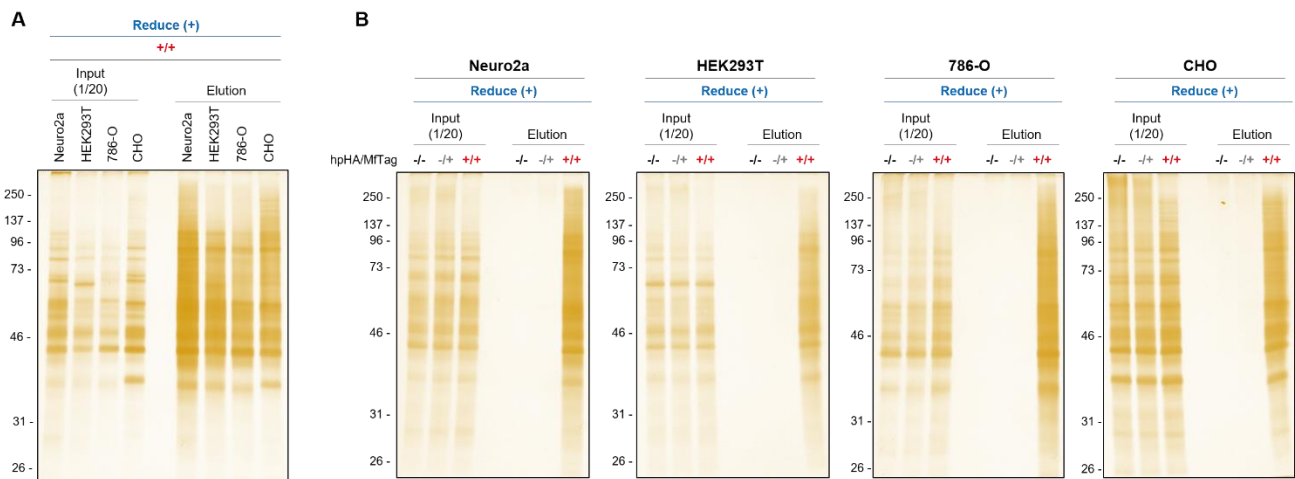 A
Reduce (+)
+/+
Input
(1/20)
Elution
Neuro2a
HEK293T
786-O
CHO
Neuro2a
HEK293T
786-O
CHO
250 -
137 -
96 -
73 -
46 -
31 -
26 -
B
Neuro2a
Reduce (+)
Input
(1/20)
Elution
hpHA/MfTag -/- -/+ +/+ -/- -/+ +/+
250 -
137 -
96 -
73 -
46 -
31 -
26 -
HEK293T
Reduce (+)
Input
(1/20)
Elution
-/- -/+ +/+ -/- -/+ +/+
250 -
137 -
96 -
73 -
46 -
31 -
26 -
786-O
Reduce (+)
Input
(1/20)
Elution
-/- -/+ +/+ -/- -/+ +/+
250 -
137 -
96 -
73 -
46 -
31 -
26 -
CHO
Reduce (+)
Input
(1/20)
Elution
-/- -/+ +/+ -/- -/+ +/+
250 -
137 -
96 -
73 -
46 -
31 -
26 -